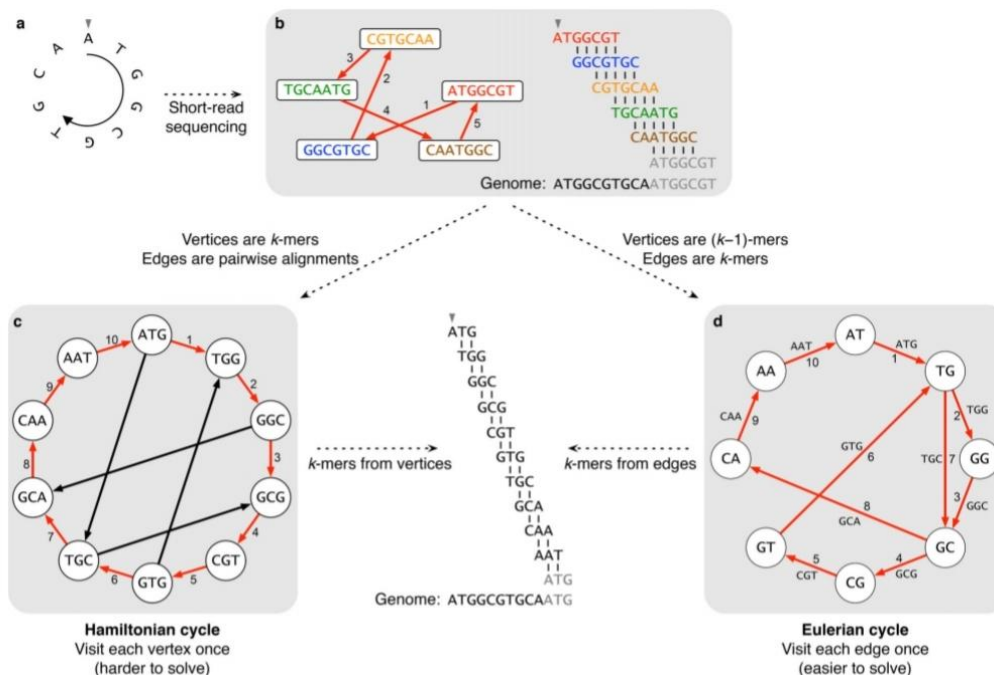 a
A
T
G
G
C
G
T
G
C
A
Short-read
sequencing
b
CGTGCAA
TGCAATG
ATGGCGT
GGCGTGC
CAATGGC
3
2
1
4
5
ATGGCGT
GGCGTGC
CGTGCAA
TGCAATG
CAATGGC
ATGGCGT
Genome: ATGGCGTGCAATGGCGT
Vertices are k-mers
Edges are pairwise alignments
Vertices are (k–1)-mers
Edges are k-mers
c
ATG
TGG
GGC
GCG
CGT
GTG
TGC
GCA
CAA
AAT
1
2
3
4
5
6
7
8
9
10
Hamiltonian cycle
Visit each vertex once
(harder to solve)
k-mers from vertices
ATG
TGG
GGC
GCG
CGT
GTG
TGC
GCA
CAA
AAT
ATG
Genome: ATGGCGTGCAATG
k-mers from edges
d
AT
TG
GG
GC
CG
GT
CA
AA
ATG
1
TGG
2
GGC
3
GCG
4
CGT
5
GTG
6
TGC 7
8
GCA
CAA
9
AAT
10
Eulerian cycle
Visit each edge once
(easier to solve)